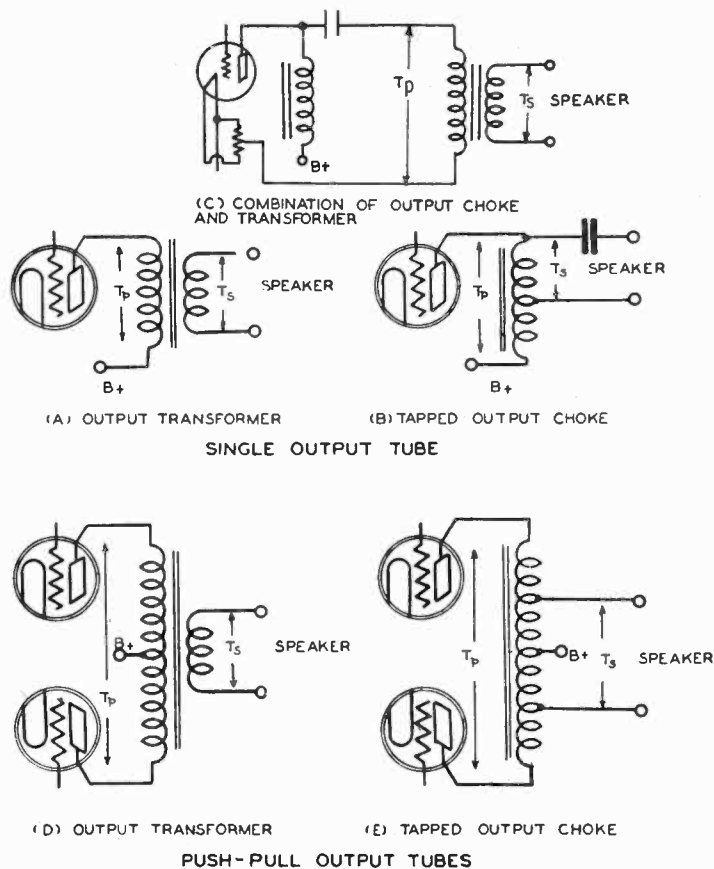 Tp
Ts SPEAKER
B+
(C) COMBINATION OF OUTPUT CHOKE
AND TRANSFORMER
Tp
Ts
SPEAKER
B+
(A) OUTPUT TRANSFORMER
Tp
Ts
SPEAKER
B+
(B) TAPPED OUTPUT CHOKE
SINGLE OUTPUT TUBE
B+
Tp
Ts
SPEAKER
(D) OUTPUT TRANSFORMER
Tp
B+
Ts
SPEAKER
(E) TAPPED OUTPUT CHOKE
PUSH-PULL OUTPUT TUBES